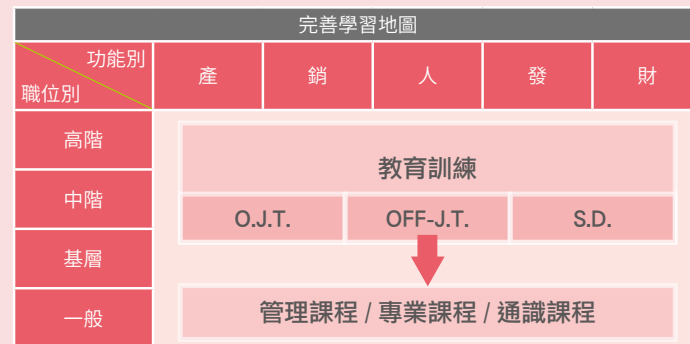 完善學習地圖
功能別
職位別
產
銷
人
發
財
高階
中階
基層
一般
教育訓練
O.J.T.
OFF-J.T.
S.D.
管理課程 / 專業課程 / 通識課程